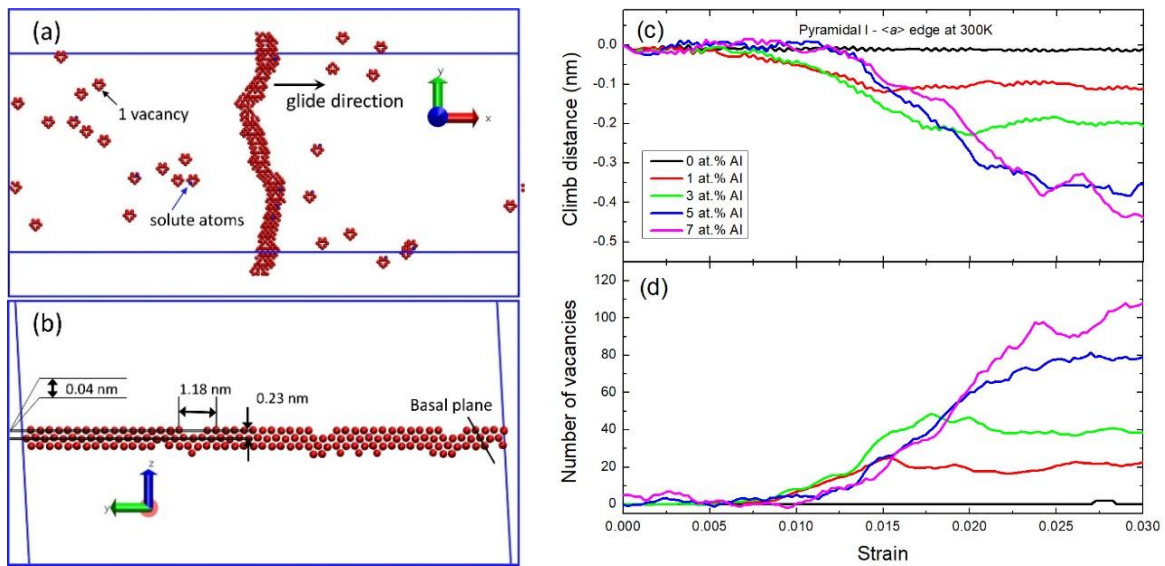 (a)
1 vacancy
glide direction
y
x
solute atoms
(b)
0.04 nm
1.18 nm
0.23 nm
Basal plane
z
y
(c)
Pyramidal I - <a> edge at 300K
Climb distance (nm)
0.0
-0.1
-0.2
-0.3
-0.4
-0.5
0 at.% Al
1 at.% Al
3 at.% Al
5 at.% Al
7 at.% Al
(d)
Number of vacancies
120
100
80
60
40
20
0
0.000 0.005 0.010 0.015 0.020 0.025 0.030
Strain